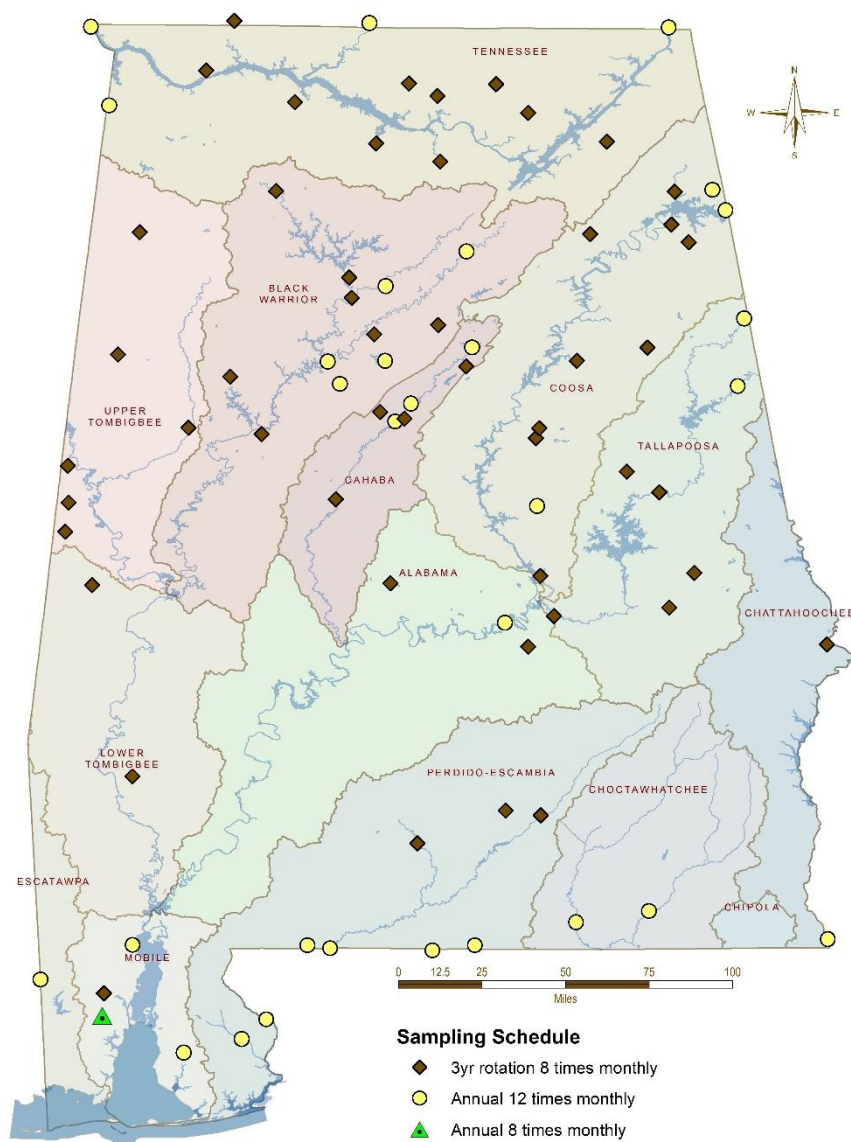 TENNESSEE
N
W E
S
BLACK
WARRIOR
UPPER
TOMBIGBEE
COOSA
TALLAPOOSA
CAHABA
ALABAMA
CHATTAHOOCHEE
LOWER
TOMBIGBEE
PERDIDO-ESCAMBIA
CHOCTAWHATCHEE
ESCATAWPA
CHIPOLA
MOBILE
0 12.5 25 50 75 100
Miles
Sampling Schedule
3yr rotation 8 times monthly
Annual 12 times monthly
Annual 8 times monthly